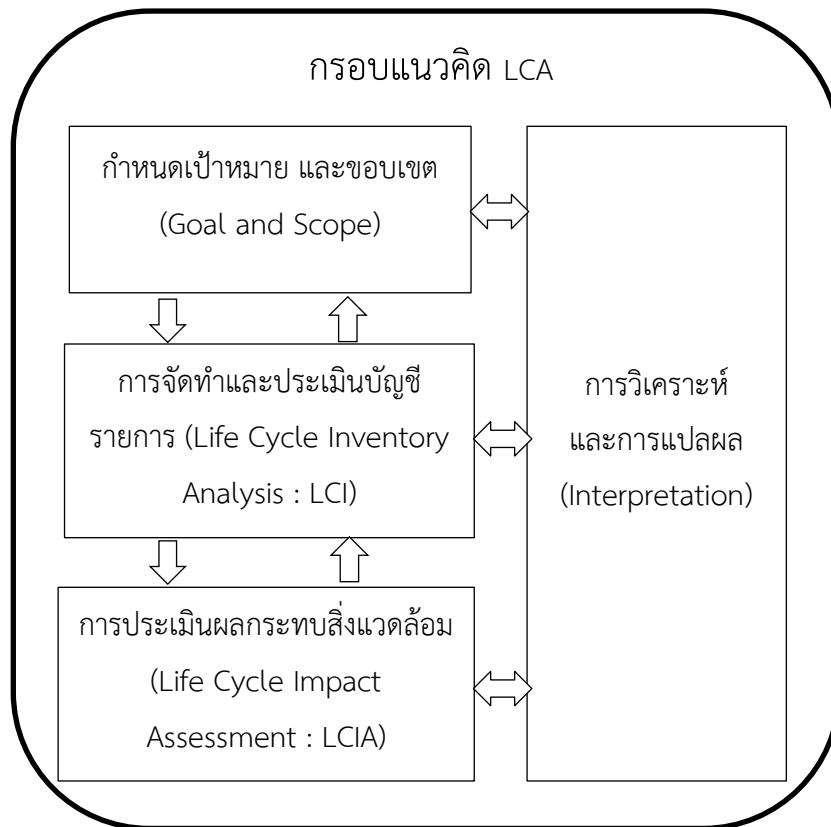 กรอบแนวคิด LCA
กำหนดเป้าหมาย และขอบเขต
(Goal and Scope)
การจัดทำและประเมินบัญชี
รายการ (Life Cycle Inventory
Analysis : LCI)
การประเมินผลกระทบสิ่งแวดล้อม
(Life Cycle Impact
Assessment : LCIA)
การวิเคราะห์
และการแปลผล
(Interpretation)